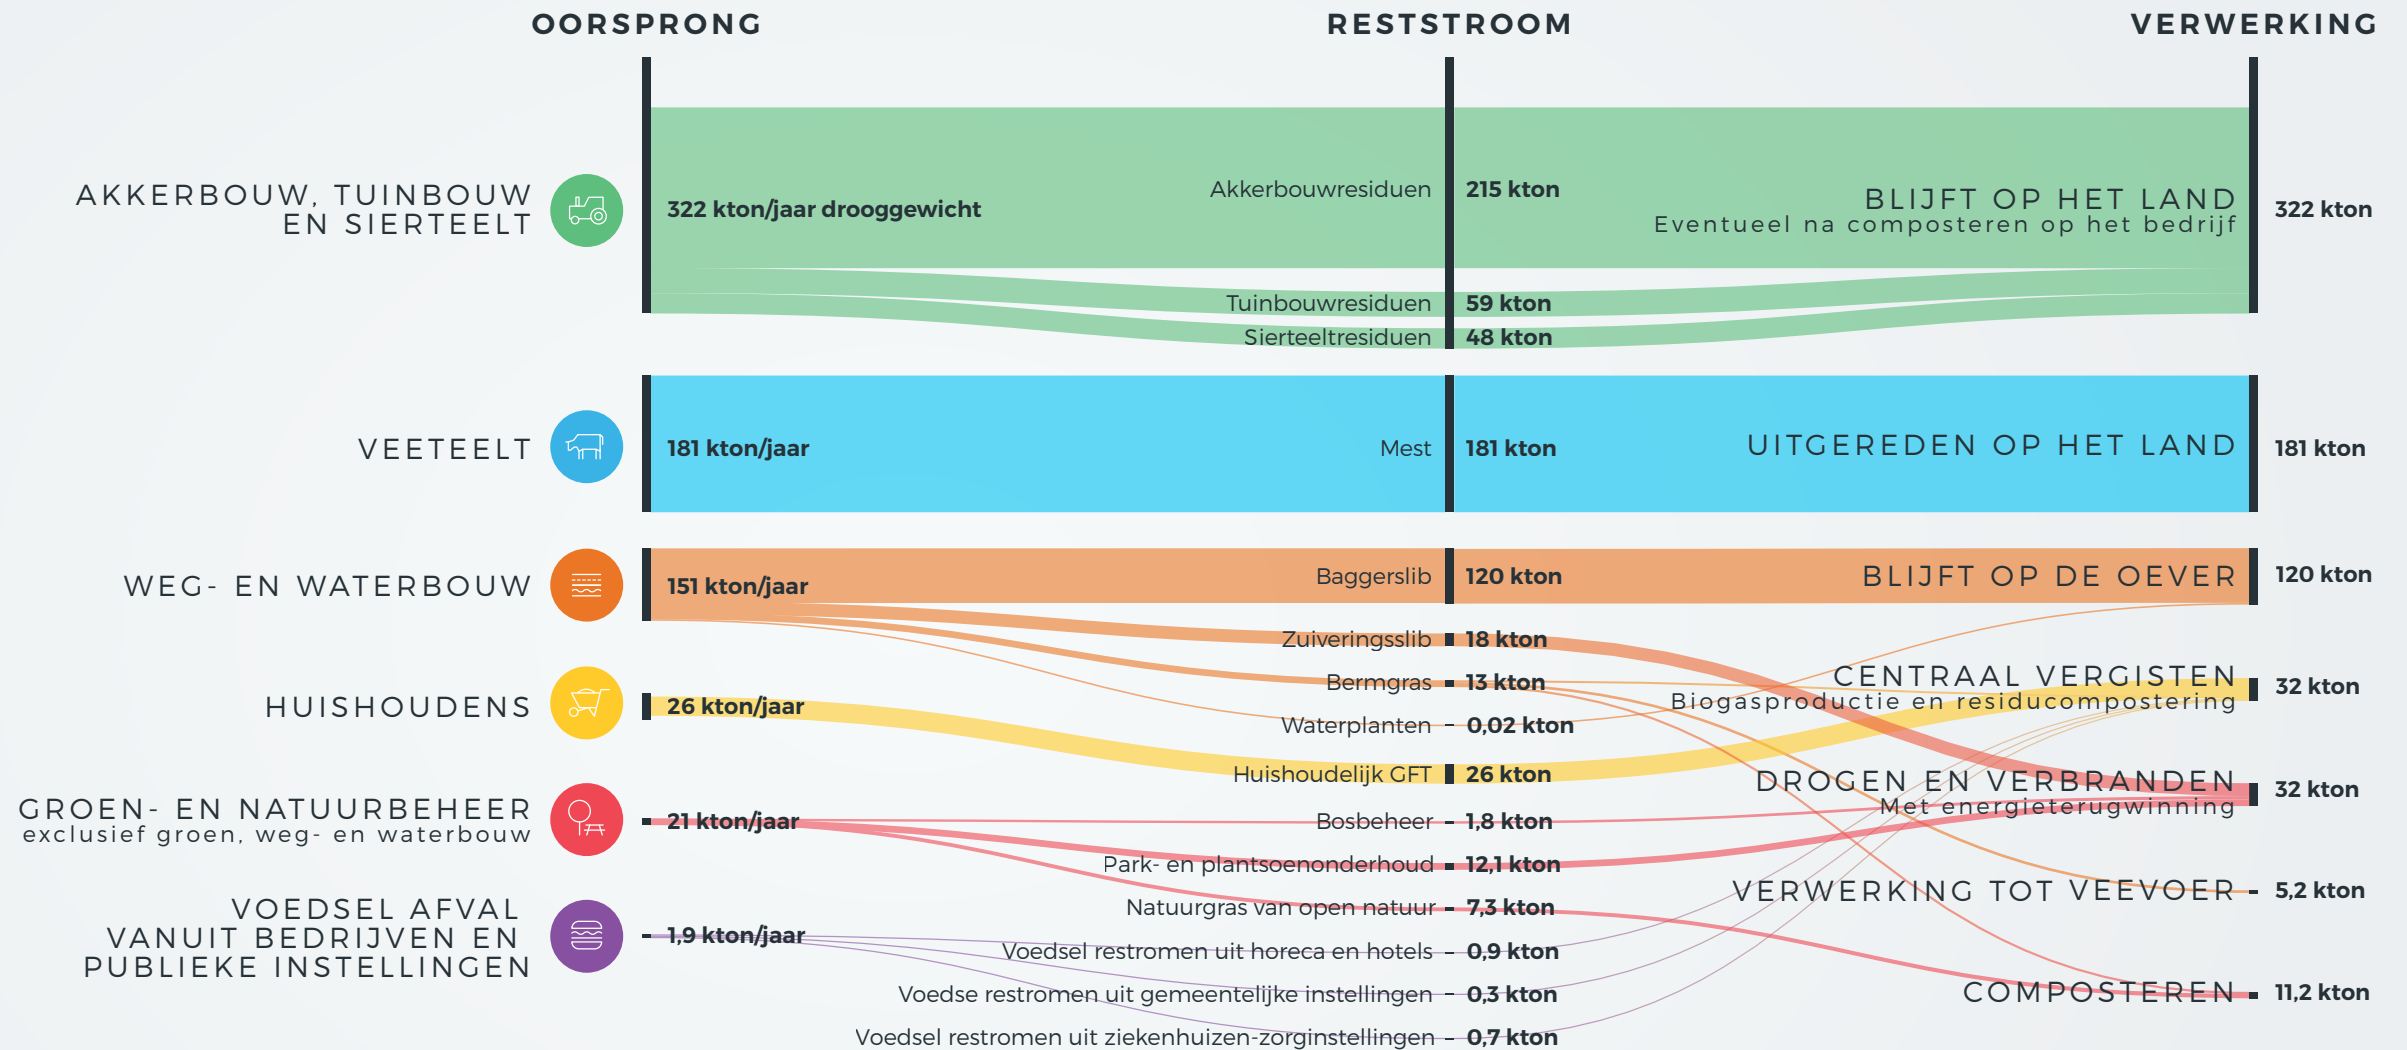 OORSPRONG
RESTSTROOM
VERWERKING
AKKERBOUW, TUINBOUW
EN SIERTEELT
322 kton/jaar drooggewicht
Akkerbouwresiduen
215 kton
BLIJFT OP HET LAND
Eventueel na composteren op het bedrijf
322 kton
Tuinbouwresiduen
59 kton
Sierteeltresiduen
48 kton
VEETEELT
181 kton/jaar
Mest
181 kton
UITGEREDEN OP HET LAND
181 kton
WEG- EN WATERBOUW
151 kton/jaar
Baggerslib
120 kton
BLIJFT OP DE OEVER
120 kton
Zuiveringsslib
18 kton
Bermgras
13 kton
CENTRAAL VERGISTEN
Biogasproductie en residucompostering
32 kton
HUISHOUDENS
26 kton/jaar
Waterplanten
0,02 kton
Huishoudelijk GFT
26 kton
DROGEN EN VERBRANDEN
Met energieterugwinning
32 kton
GROEN- EN NATUURBEHEER
exclusief groen, weg- en waterbouw
21 kton/jaar
Bosbeheer
1,8 kton
Park- en plantsoenonderhoud
12,1 kton
VERWERKING TOT VEEVOER
5,2 kton
Natuurgras van open natuur
7,3 kton
VOEDSEL AFVAL
VANUIT BEDRIJVEN EN
PUBLIEKE INSTELLINGEN
1,9 kton/jaar
Voedsel restromen uit horeca en hotels
0,9 kton
Voedse restromen uit gemeentelijke instellingen
0,3 kton
COMPOSTEREN
11,2 kton
Voedsel restromen uit ziekenhuizen-zorginstellingen
0,7 kton